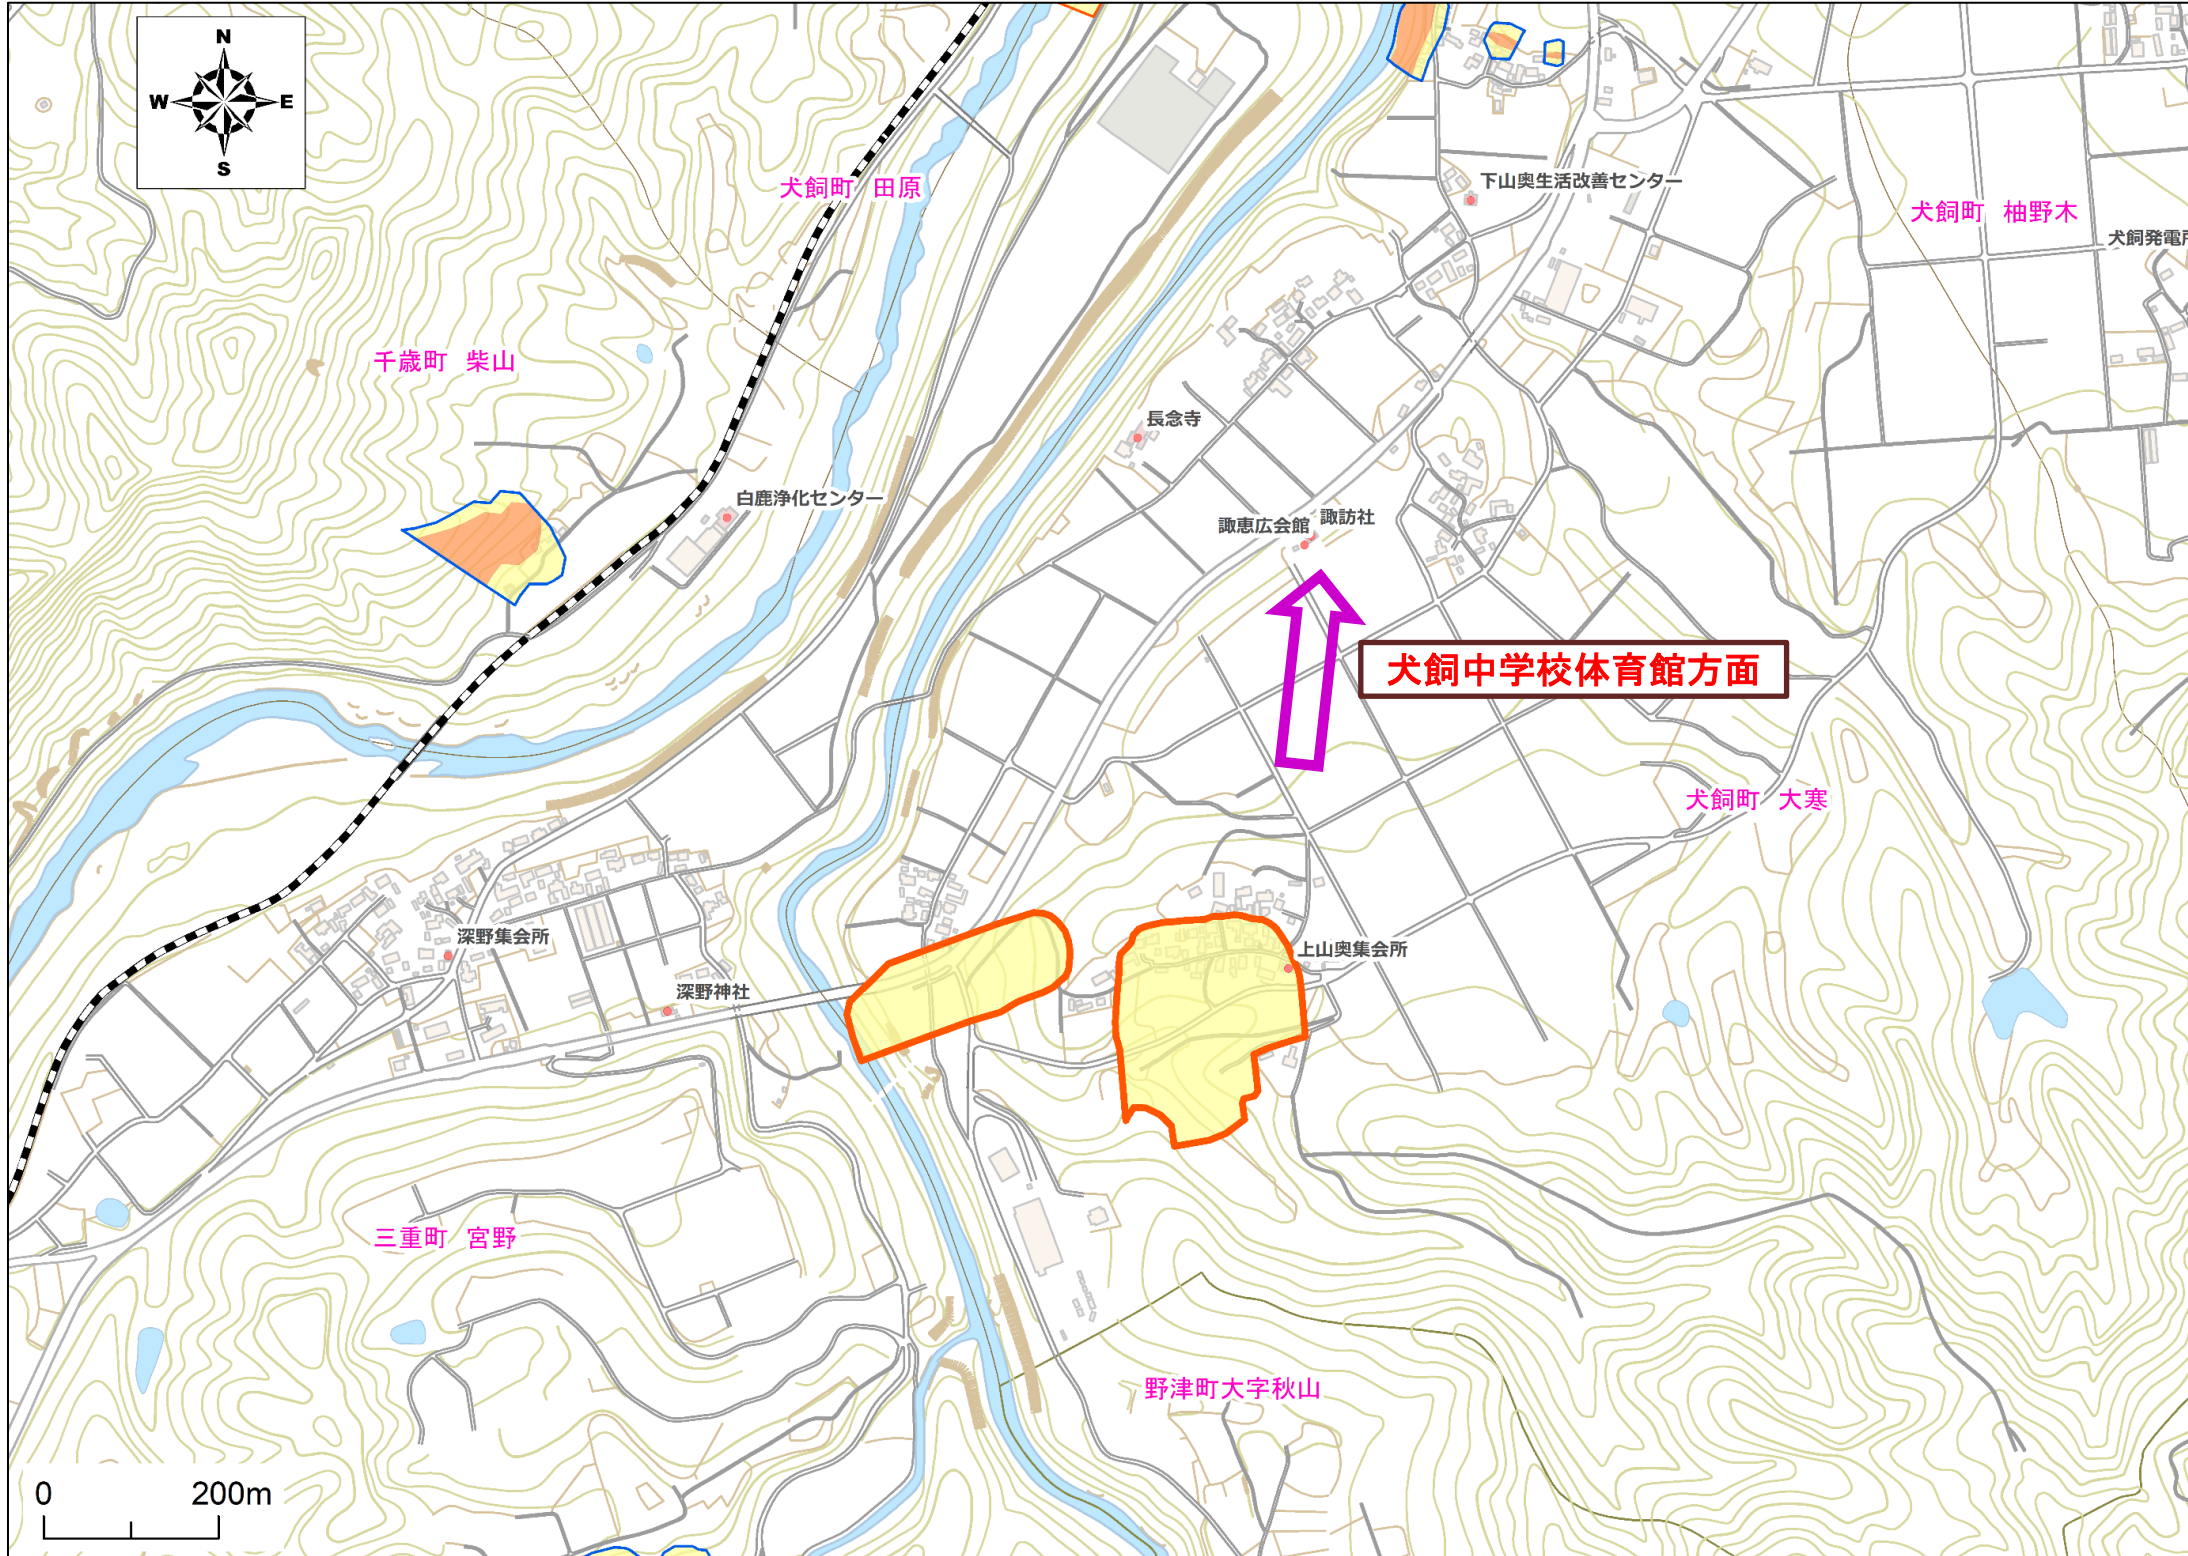 N
W E
S
犬飼町 田原
下山奥生活改善センター
犬飼町 柚野木
犬飼発電所
千歳町 柴山
長念寺
白鹿浄化センター
諏恵広会館 諏訪社
犬飼中学校体育館方面
犬飼町 大寒
深野集会所
上山奥集会所
深野神社
三重町 宮野
野津町大字秋山
0 200m